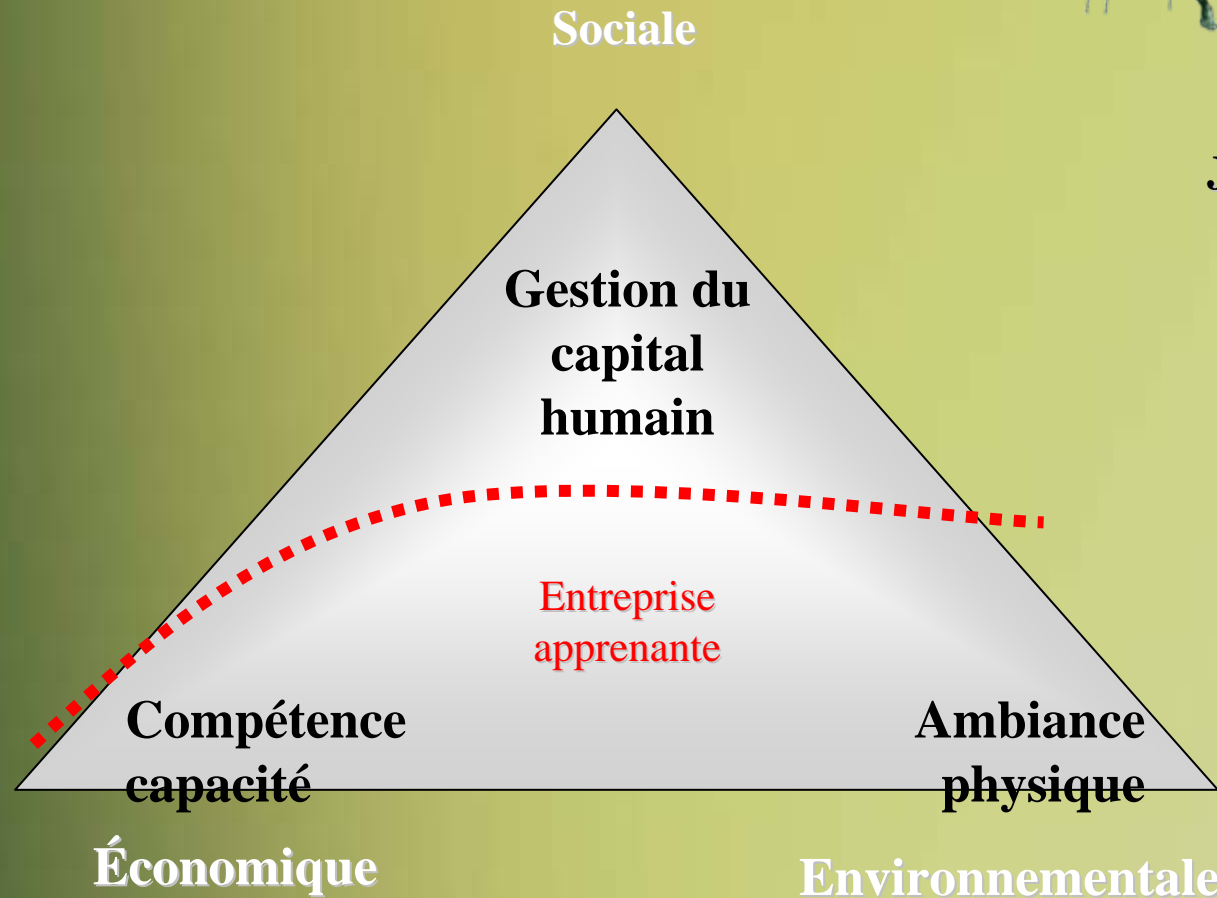 Sociale
Gestion du
capital
humain
Entreprise
apprenante
Compétence
capacité
Ambiance
physique
Économique
Environnementale